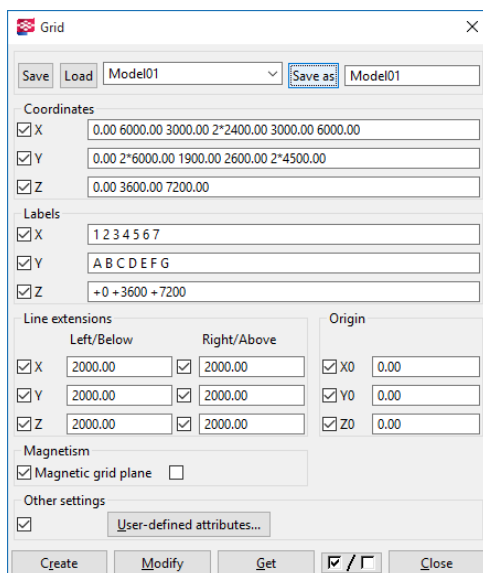 Grid
Save Load Model01 Save as Model01
Coordinates
X 0.00 6000.00 3000.00 2*2400.00 3000.00 6000.00
Y 0.00 2*6000.00 1900.00 2600.00 2*4500.00
Z 0.00 3600.00 7200.00
Labels
X 1 2 3 4 5 6 7
Y A B C D E F G
Z +0 +3600 +7200
Line extensions Origin
Left/Below Right/Above
X 2000.00 2000.00 X0 0.00
Y 2000.00 2000.00 Y0 0.00
Z 2000.00 2000.00 Z0 0.00
Magnetism
Magnetic grid plane
Other settings
User-defined attributes...
Create Modify Get / Close